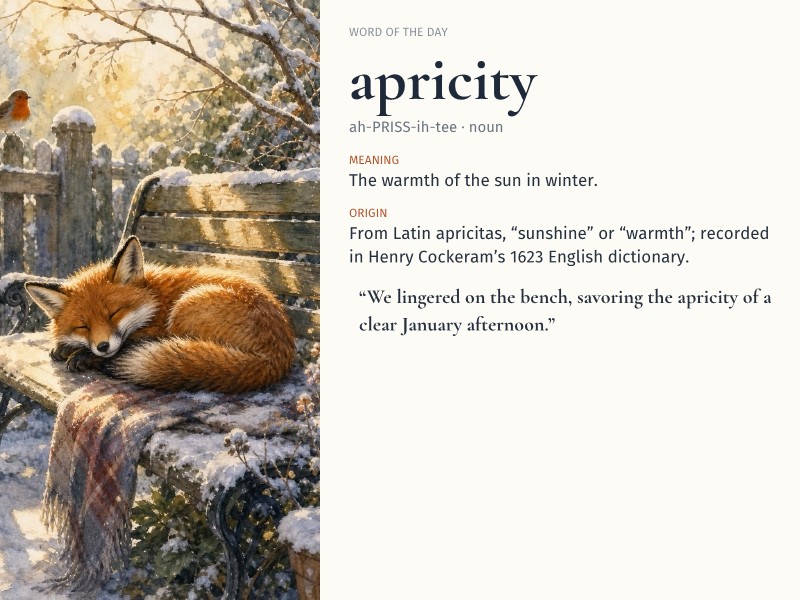 WORD OF THE DAY
apricity
ah-PRISS-ih-tee · noun
MEANING
The warmth of the sun in winter.
ORIGIN
From Latin apricitas, “sunshine” or “warmth”; recorded
in Henry Cockeram’s 1623 English dictionary.
“We lingered on the bench, savoring the apricity of a
clear January afternoon.”